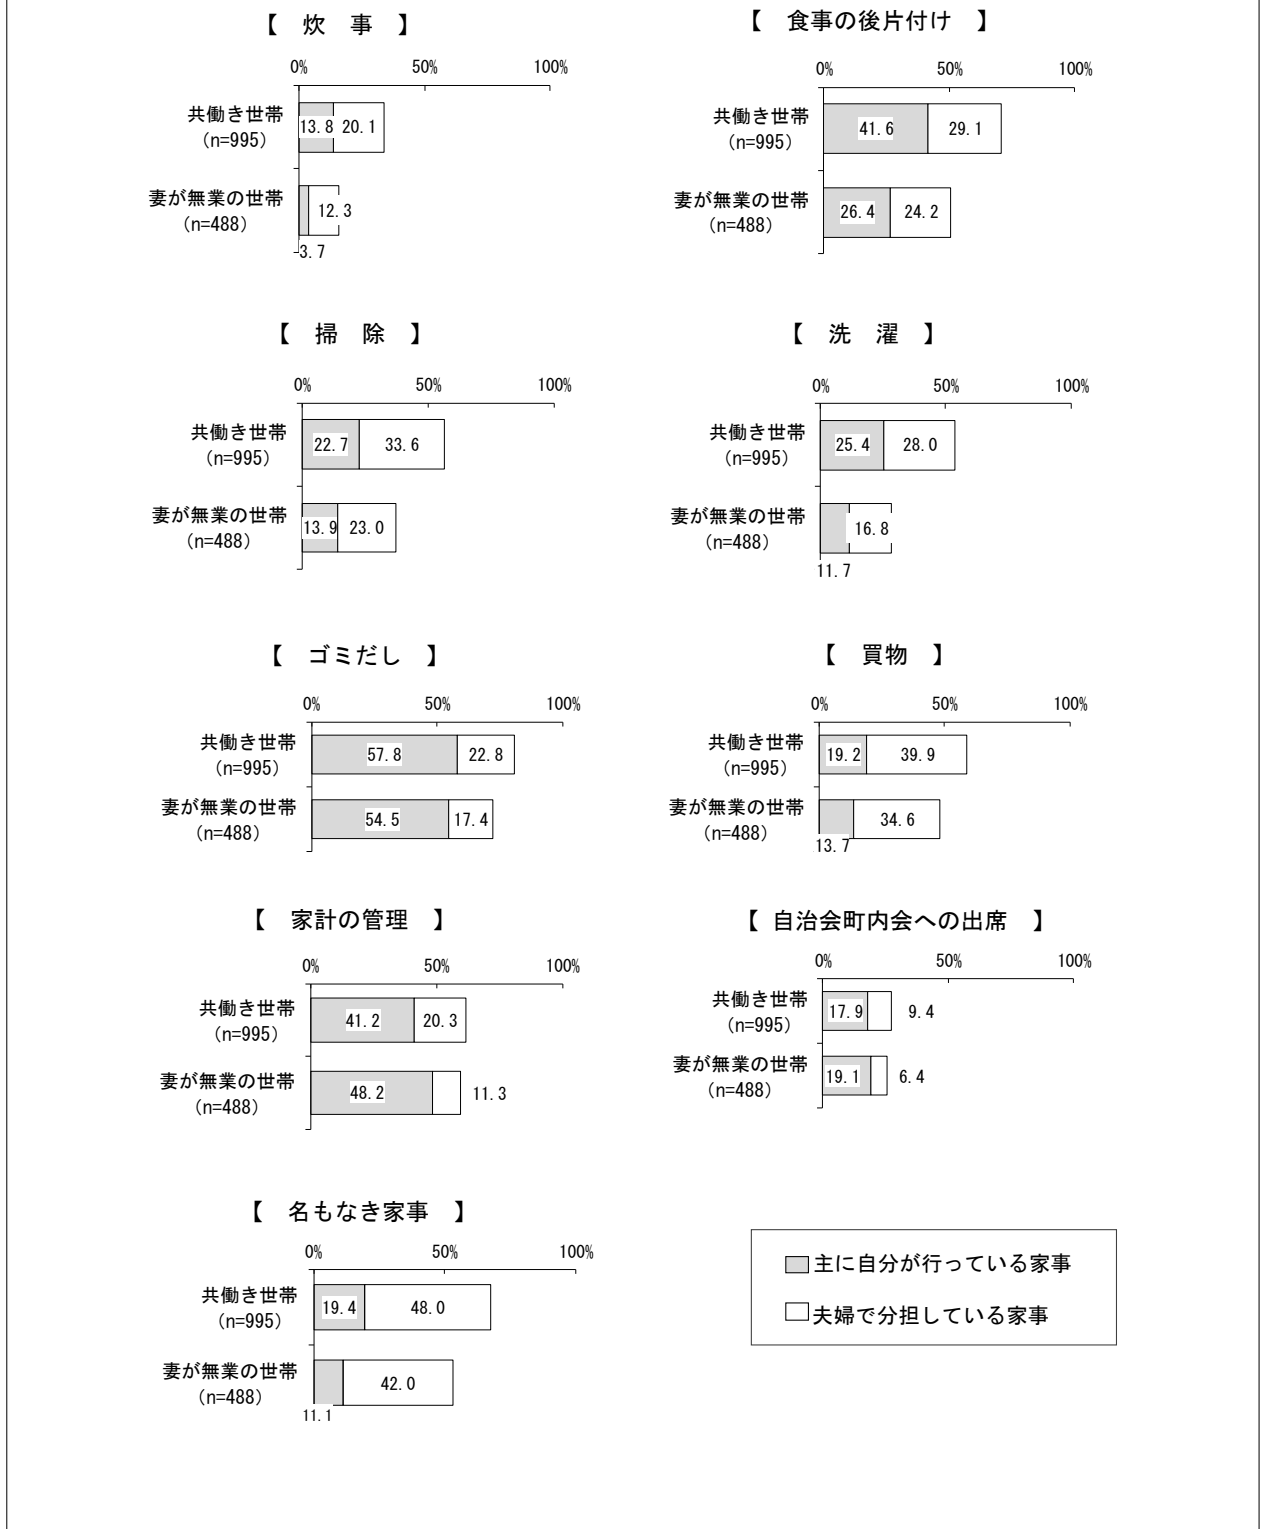 【　炊　事　】
0% 50% 100%
共働き世帯
(n=995)
13.8 20.1
妻が無業の世帯
(n=488)
12.3
3.7
【　食事の後片付け　】
0% 50% 100%
共働き世帯
(n=995)
41.6 29.1
妻が無業の世帯
(n=488)
26.4 24.2
【　掃　除　】
0% 50% 100%
共働き世帯
(n=995)
22.7 33.6
妻が無業の世帯
(n=488)
13.9 23.0
【　洗　濯　】
0% 50% 100%
共働き世帯
(n=995)
25.4 28.0
妻が無業の世帯
(n=488)
16.8
11.7
【　ゴミだし　】
0% 50% 100%
共働き世帯
(n=995)
57.8 22.8
妻が無業の世帯
(n=488)
54.5 17.4
【　買物　】
0% 50% 100%
共働き世帯
(n=995)
19.2 39.9
妻が無業の世帯
(n=488)
34.6
13.7
【　家計の管理　】
0% 50% 100%
共働き世帯
(n=995)
41.2 20.3
妻が無業の世帯
(n=488)
48.2 11.3
【 自治会町内会への出席　】
0% 50% 100%
共働き世帯
(n=995)
17.9 9.4
妻が無業の世帯
(n=488)
19.1 6.4
【　名もなき家事　】
0% 50% 100%
共働き世帯
(n=995)
19.4 48.0
妻が無業の世帯
(n=488)
42.0
11.1
主に自分が行っている家事
夫婦で分担している家事